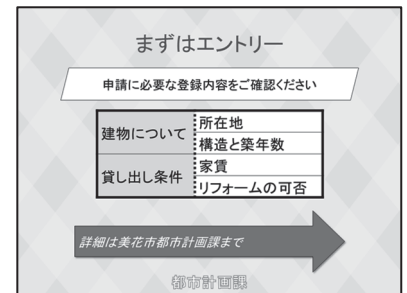 まずはエントリー
申請に必要な登録内容をご確認ください
建物について
所在地
構造と築年数
貸し出し条件
家賃
リフォームの可否
詳細は美花市都市計画課まで
都市計画課